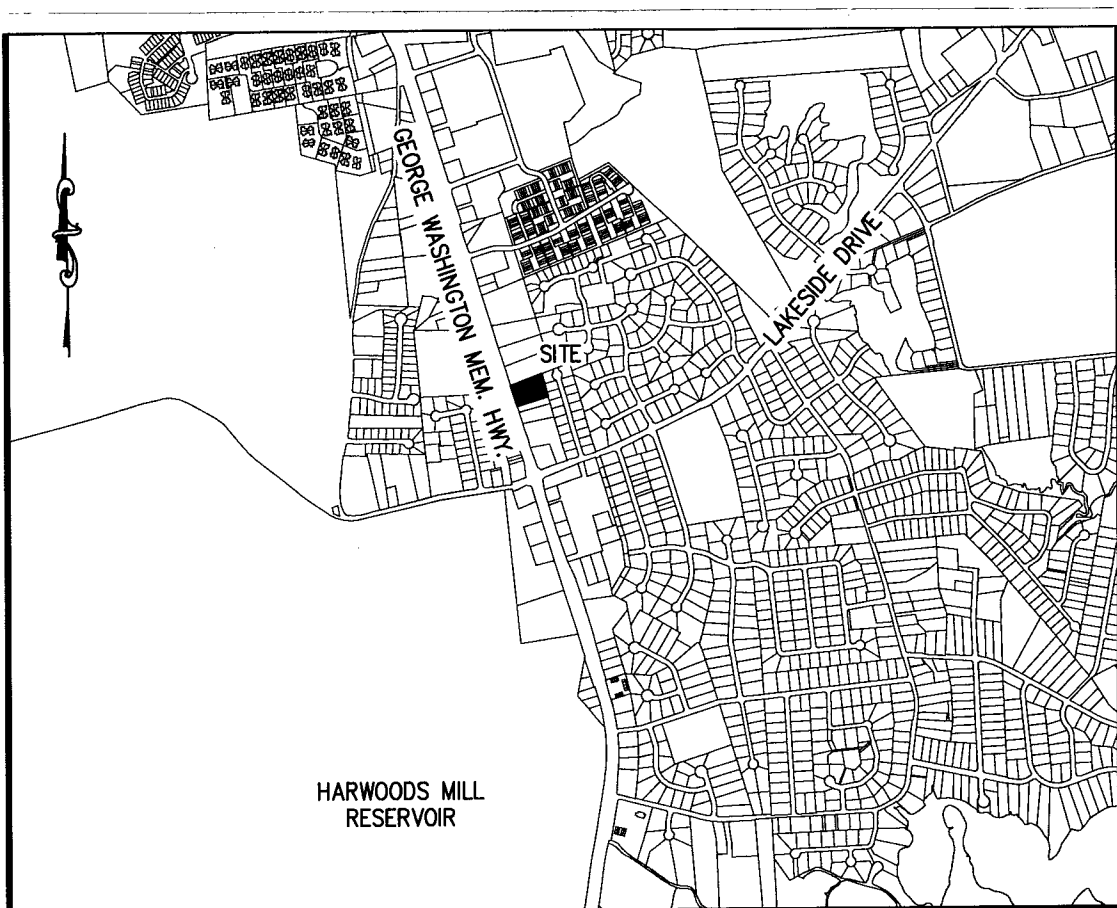 GEORGE WASHINGTON MEM. HWY.
LAKESIDE DRIVE
SITE
HARWOODS MILL
RESERVOIR